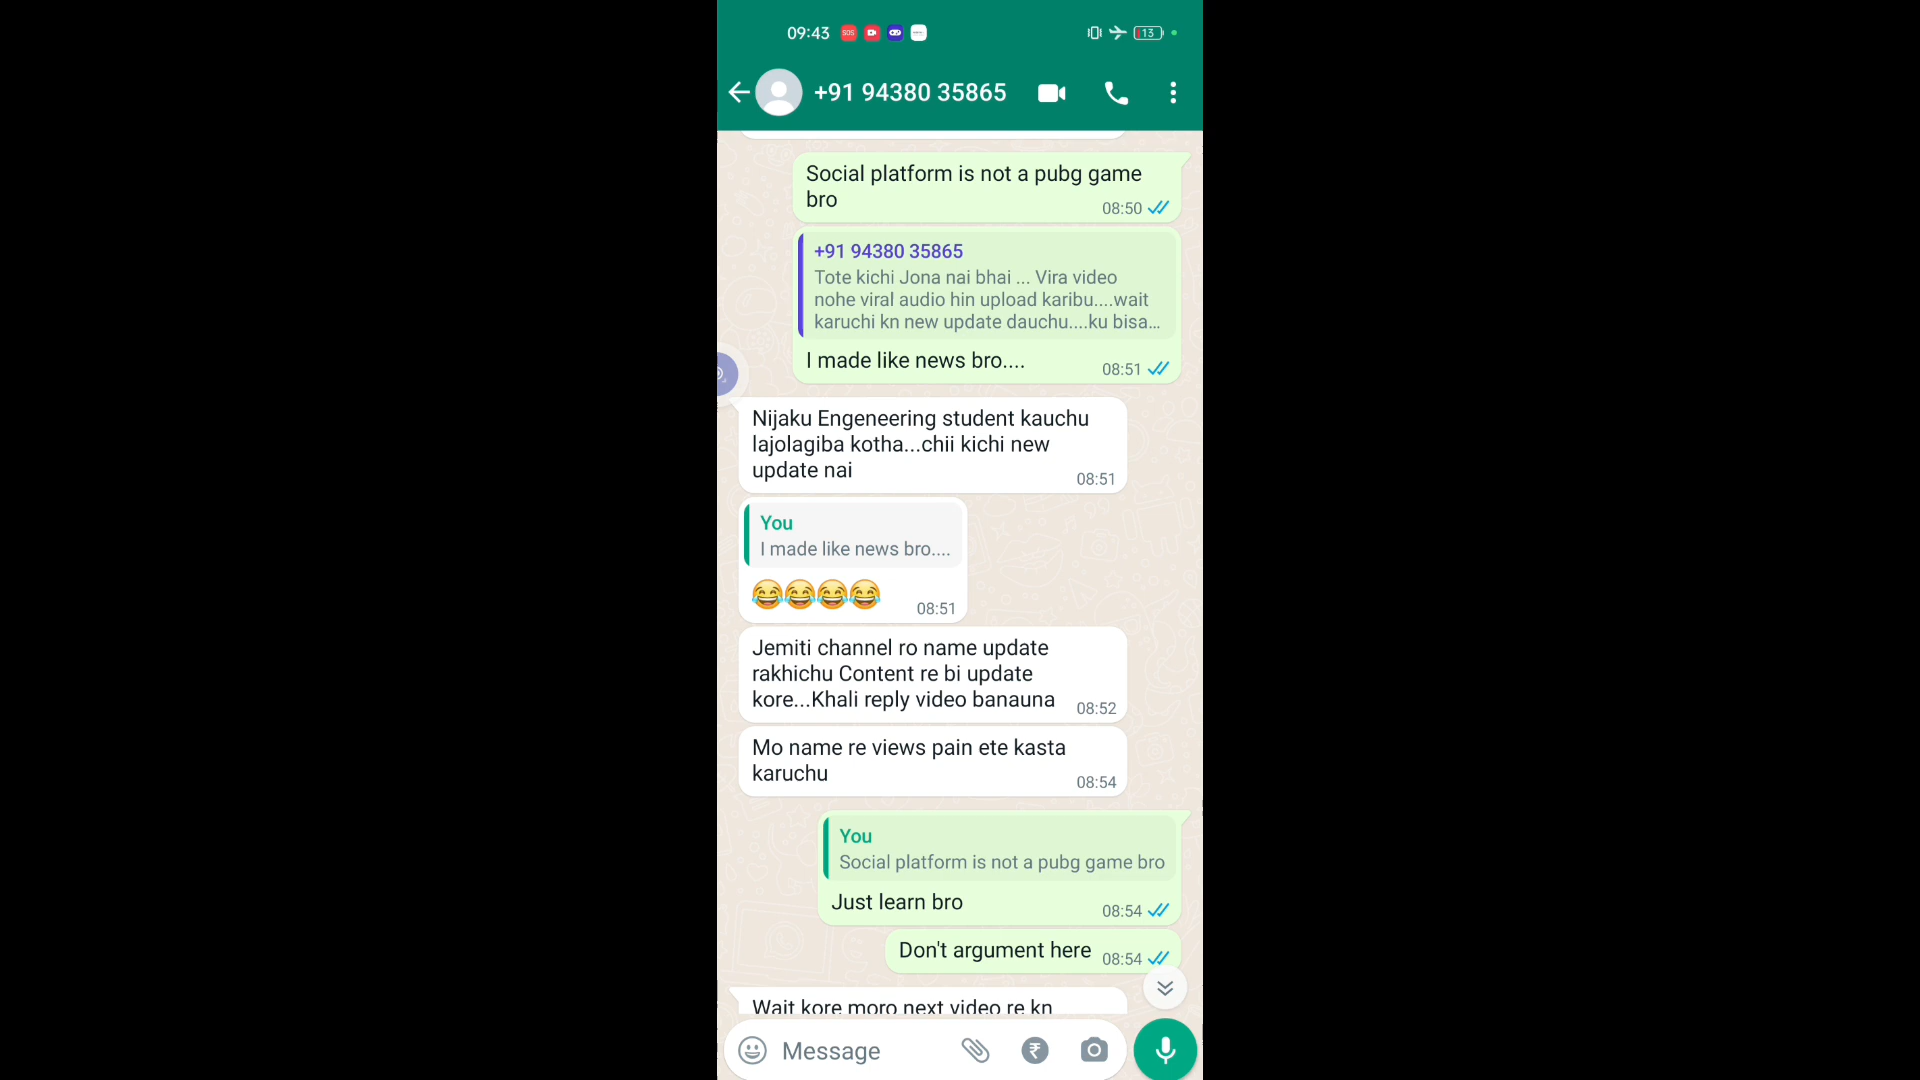 09:43
SOS
13
+91 94380 35865
Social platform is not a pubg game
bro
08:50
+91 94380 35865
Tote kichi Jona nai bhai ... Vira video
nohe viral audio hin upload karibu....wait
karuchi kn new update dauchu....ku bisa...
I made like news bro....
08:51
Nijaku Engeneering student kauchu
lajolagiba kotha...chii kichi new
update nai
08:51
You
I made like news bro....
😂😂😂😂
08:51
Jemiti channel ro name update
rakhichu Content re bi update
kore...Khali reply video banauna
08:52
Mo name re views pain ete kasta
karuchu
08:54
You
Social platform is not a pubg game bro
Just learn bro
08:54
Don't argument here
08:54
Wait kore moro next video re kn
Message